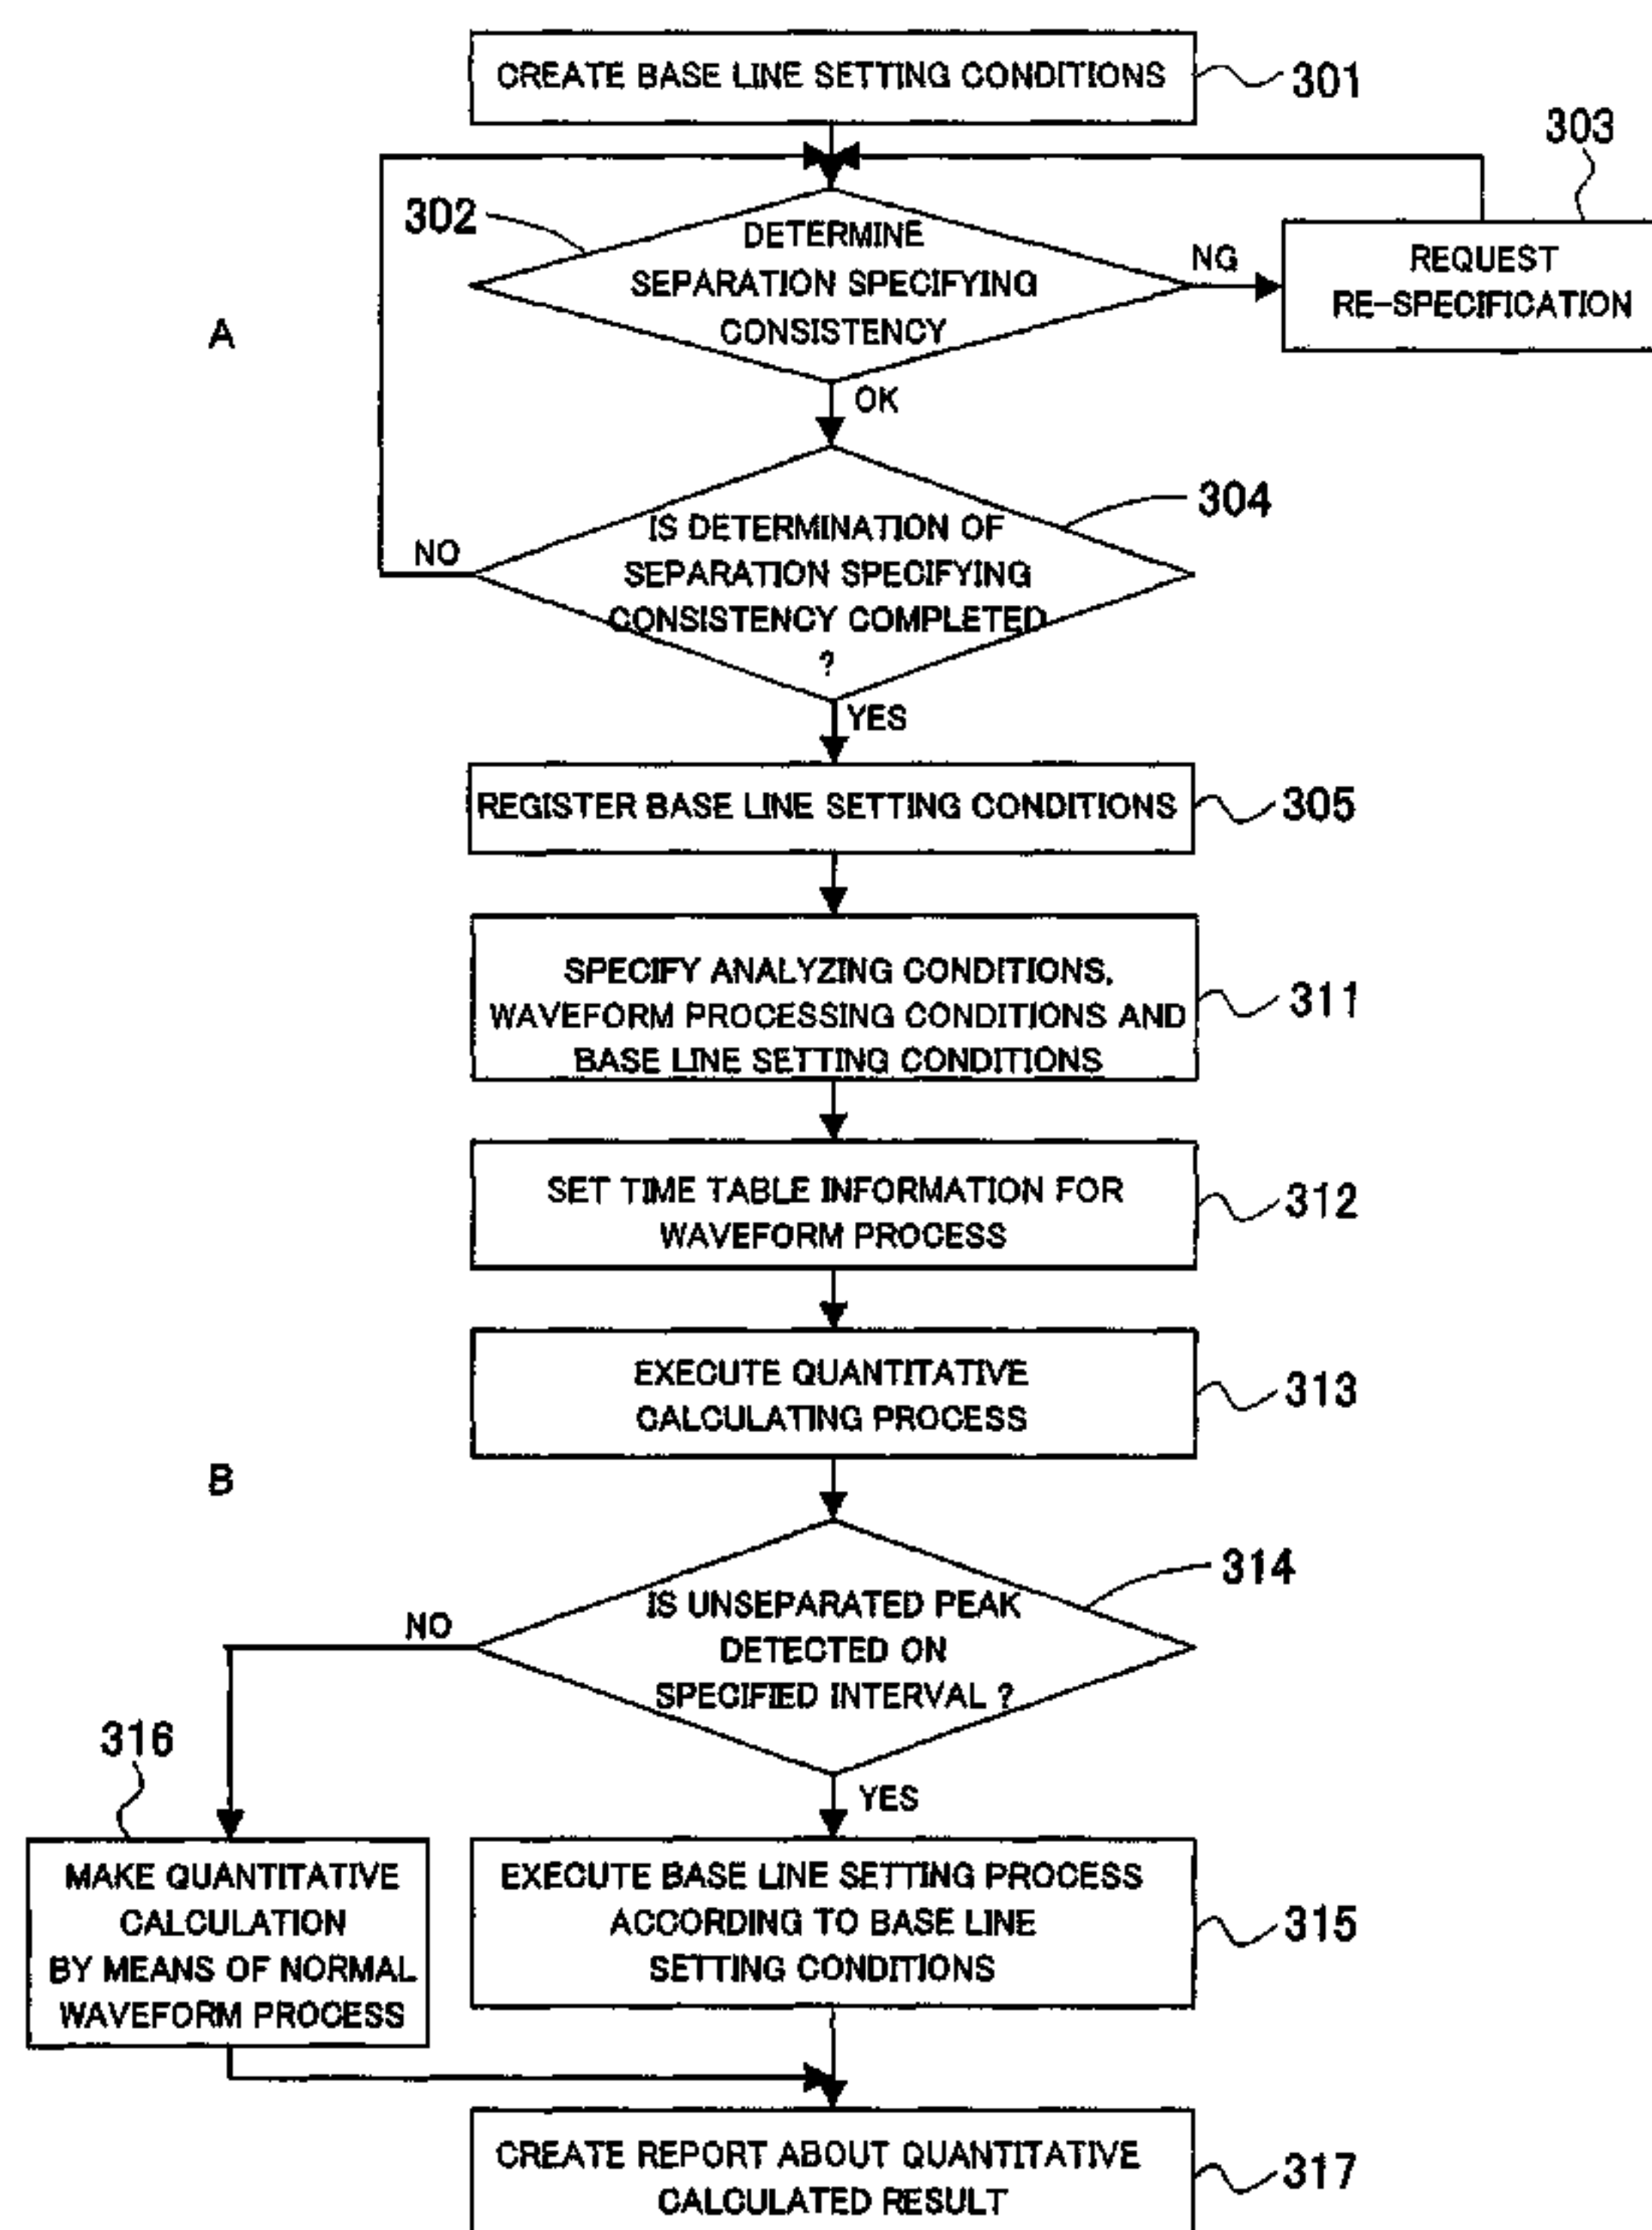 CREATE BASE LINE SETTING CONDITIONS
301
303
302
DETERMINE
SEPARATION SPECIFYING
CONSISTENCY
NG
REQUEST
RE-SPECIFICATION
A
OK
304
IS DETERMINATION OF
SEPARATION SPECIFYING
CONSISTENCY COMPLETED
?
NO
YES
REGISTER BASE LINE SETTING CONDITIONS
305
SPECIFY ANALYZING CONDITIONS,
WAVEFORM PROCESSING CONDITIONS AND
BASE LINE SETTING CONDITIONS
311
SET TIME TABLE INFORMATION FOR
WAVEFORM PROCESS
312
EXECUTE QUANTITATIVE
CALCULATING PROCESS
313
B
314
IS UNSEPARATED PEAK
DETECTED ON
SPECIFIED INTERVAL ?
NO
YES
316
MAKE QUANTITATIVE
CALCULATION
BY MEANS OF NORMAL
WAVEFORM PROCESS
EXECUTE BASE LINE SETTING PROCESS
ACCORDING TO BASE LINE
SETTING CONDITIONS
315
CREATE REPORT ABOUT QUANTITATIVE
CALCULATED RESULT
317